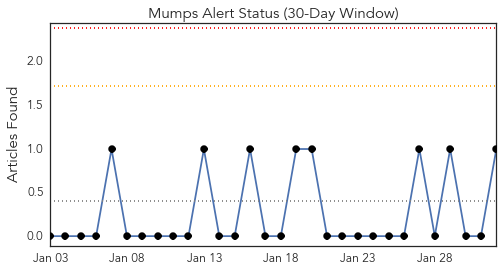 Mumps Alert Status (30-Day Window)
Articles Found
2.0
1.5
1.0
0.5
0.0
Jan 03 Jan 08 Jan 13 Jan 18 Jan 23 Jan 28